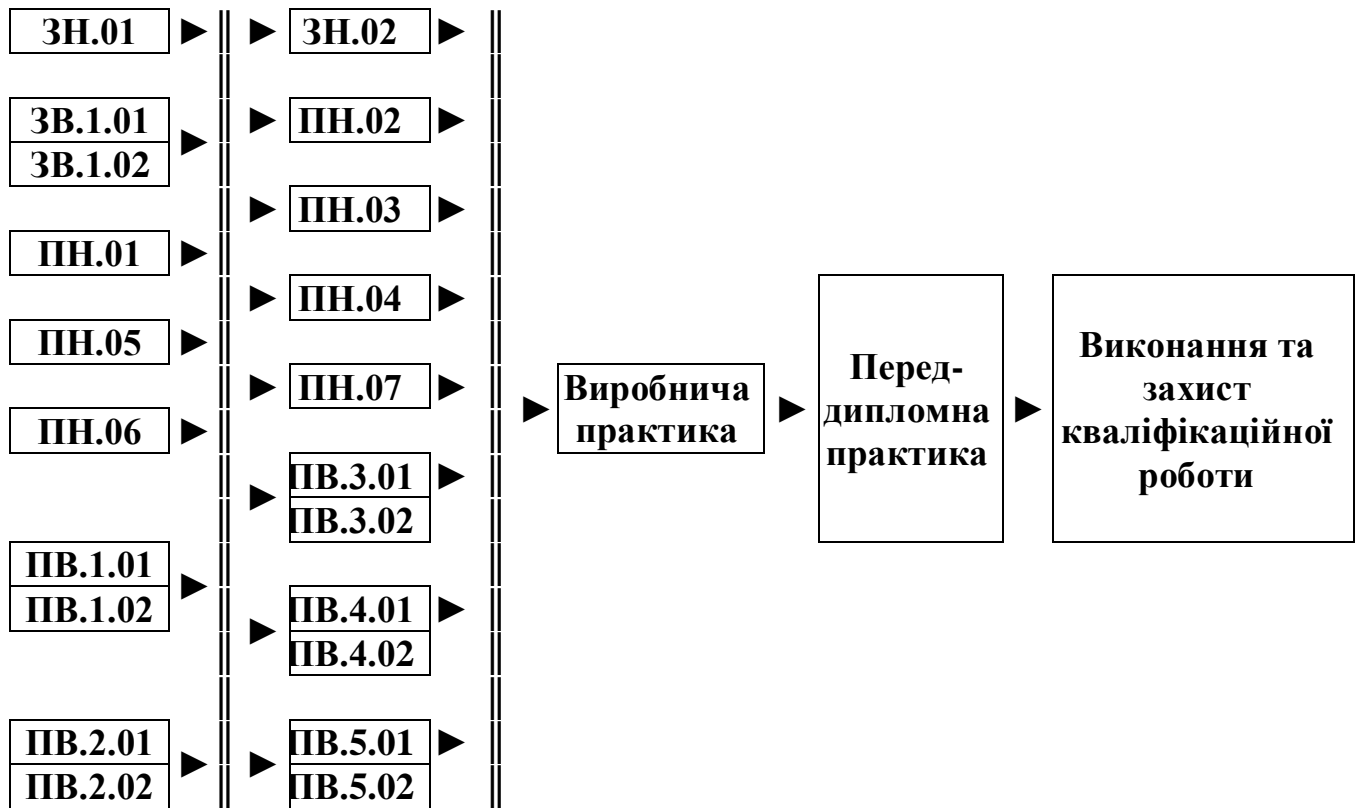 ЗН.01
ЗВ.1.01
ЗВ.1.02
ПН.01
ПН.05
ПН.06
ПВ.1.01
ПВ.1.02
ПВ.2.01
ПВ.2.02
ЗН.02
ПН.02
ПН.03
ПН.04
ПН.07
ПВ.3.01
ПВ.3.02
ПВ.4.01
ПВ.4.02
ПВ.5.01
ПВ.5.02
Виробнича
практика
Перед-
дипломна
практика
Виконання та
захист
кваліфікаційної
роботи